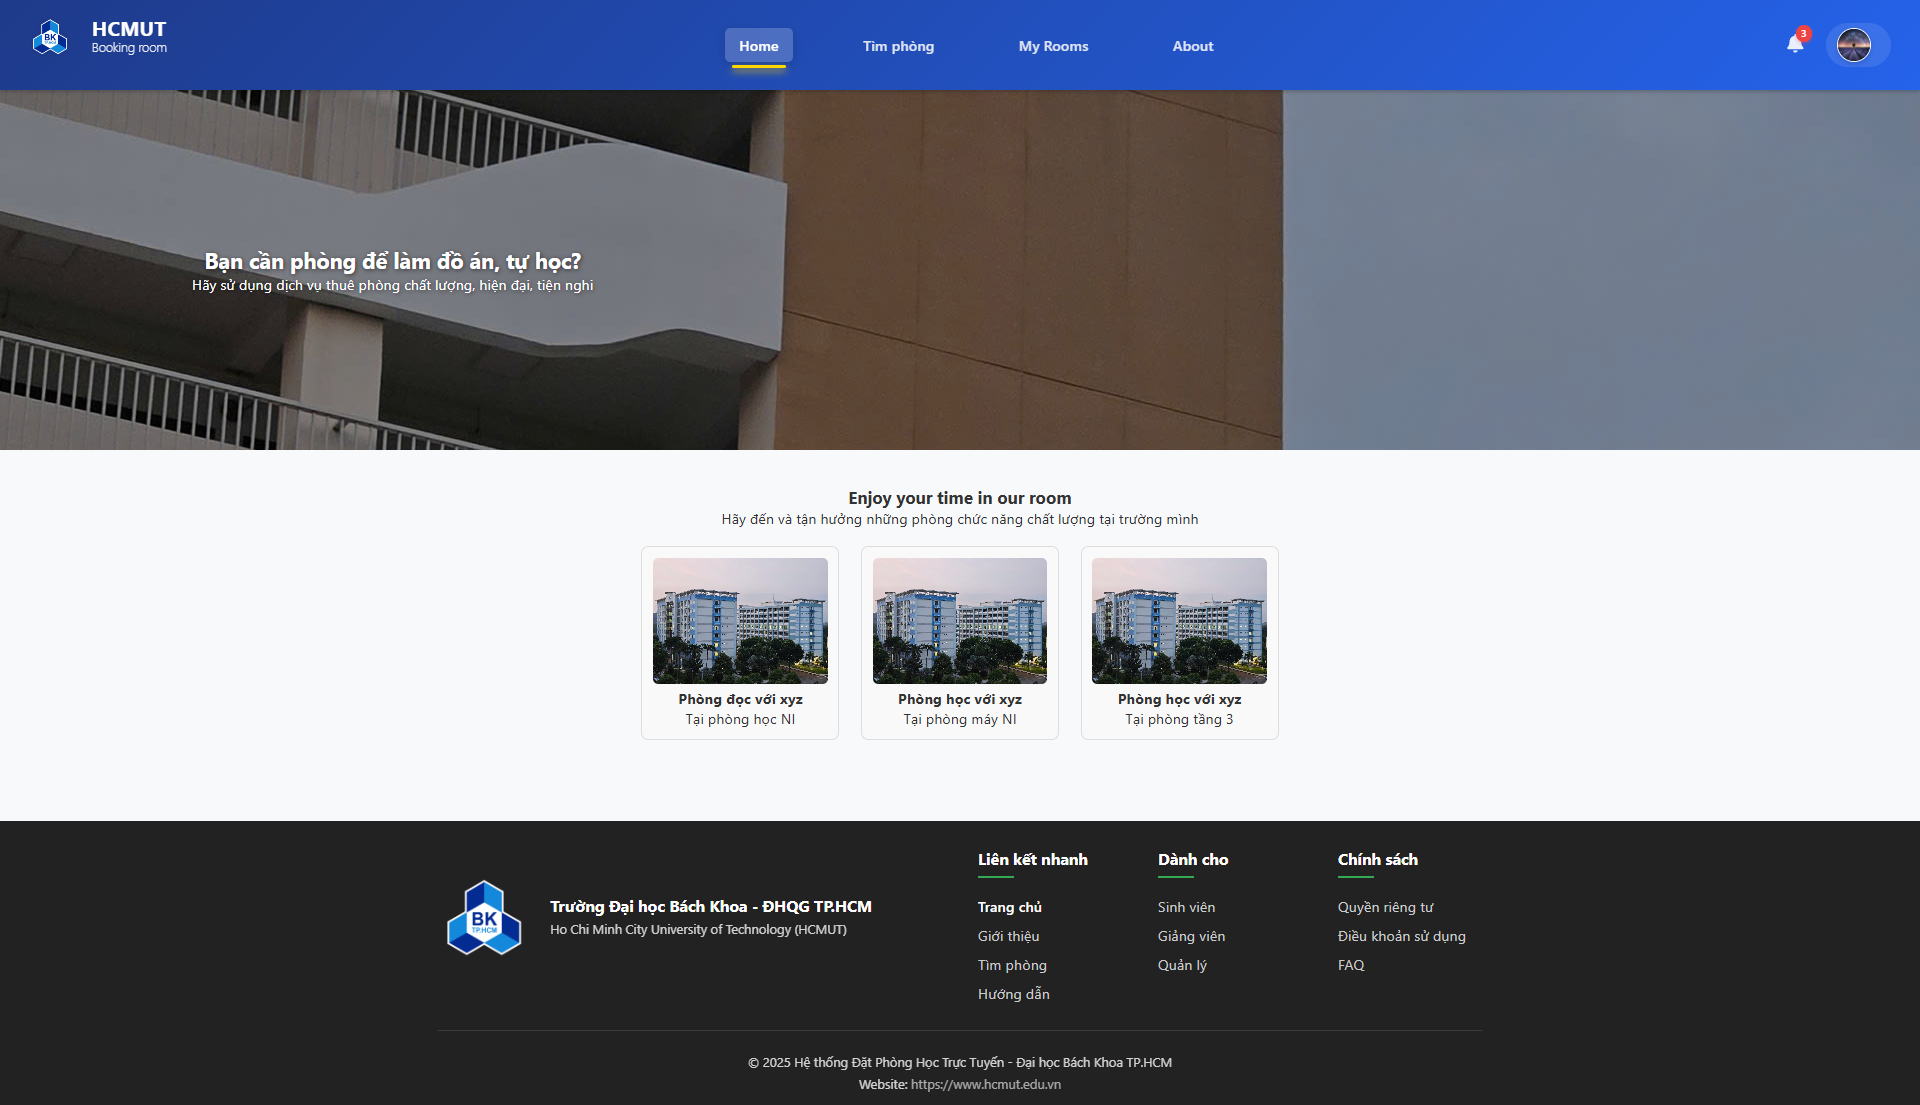 BK
TP.HCM
HCMUT
Booking room
Home
Tìm phòng
My Rooms
About
3
Bạn cần phòng để làm đồ án, tự học?
Hãy sử dụng dịch vụ thuê phòng chất lượng, hiện đại, tiện nghi
Enjoy your time in our room
Hãy đến và tận hưởng những phòng chức năng chất lượng tại trường mình
Phòng đọc với xyz
Tại phòng học NI
Phòng học với xyz
Tại phòng máy NI
Phòng học với xyz
Tại phòng tầng 3
BK
TP.HCM
Trường Đại học Bách Khoa - ĐHQG TP.HCM
Ho Chi Minh City University of Technology (HCMUT)
Liên kết nhanh
Trang chủ
Giới thiệu
Tìm phòng
Hướng dẫn
Dành cho
Sinh viên
Giảng viên
Quản lý
Chính sách
Quyền riêng tư
Điều khoản sử dụng
FAQ
© 2025 Hệ thống Đặt Phòng Học Trực Tuyến - Đại học Bách Khoa TP.HCM
Website: https://www.hcmut.edu.vn